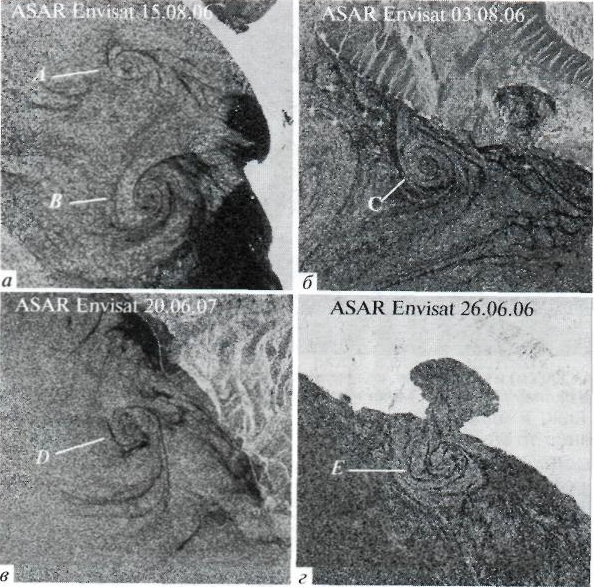 ASAR Envisat 15.08.06
A
B
а
ASAR Envisat 03.08.06
C
б
ASAR Envisat 20.06.07
D
в
ASAR Envisat 26.06.06
E
г